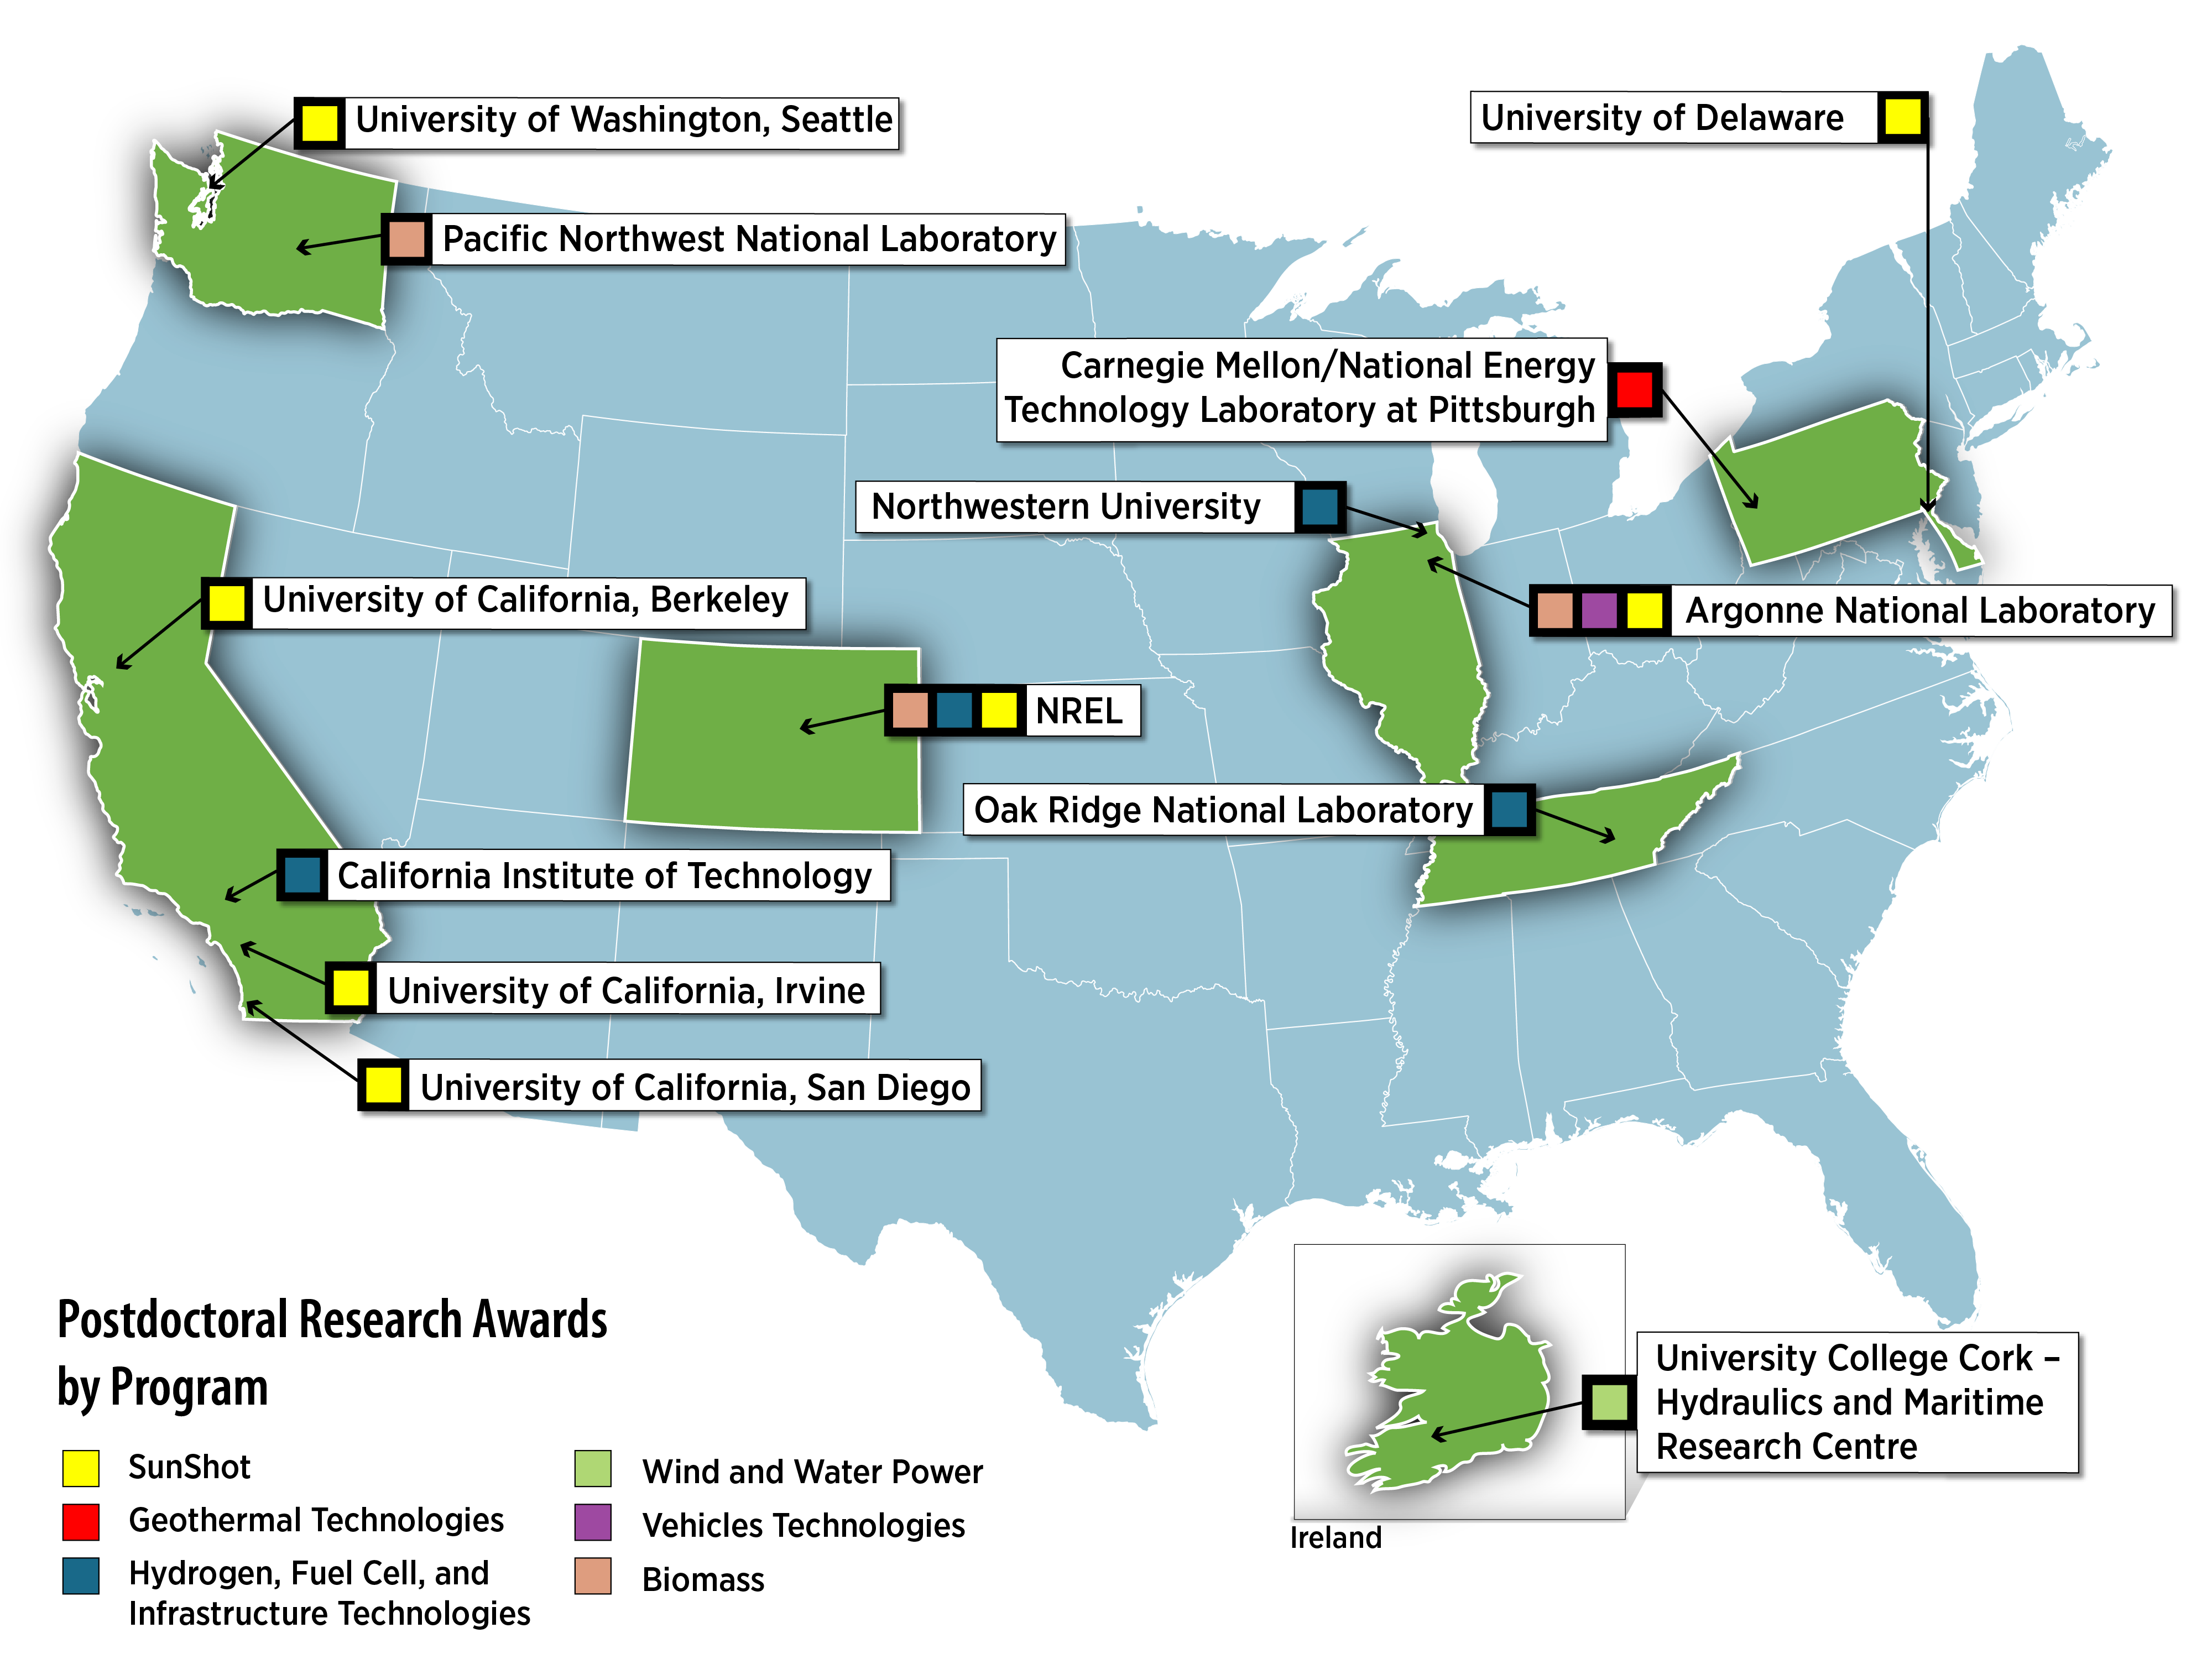 University of Washington, Seattle
University of Delaware
Pacific Northwest National Laboratory
Carnegie Mellon/National Energy
Technology Laboratory at Pittsburgh
Northwestern University
University of California, Berkeley
Argonne National Laboratory
NREL
Oak Ridge National Laboratory
California Institute of Technology
University of California, Irvine
University of California, San Diego
University College Cork –
Hydraulics and Maritime
Research Centre
Ireland
Postdoctoral Research Awards
by Program
SunShot
Geothermal Technologies
Hydrogen, Fuel Cell, and
Infrastructure Technologies
Wind and Water Power
Vehicles Technologies
Biomass